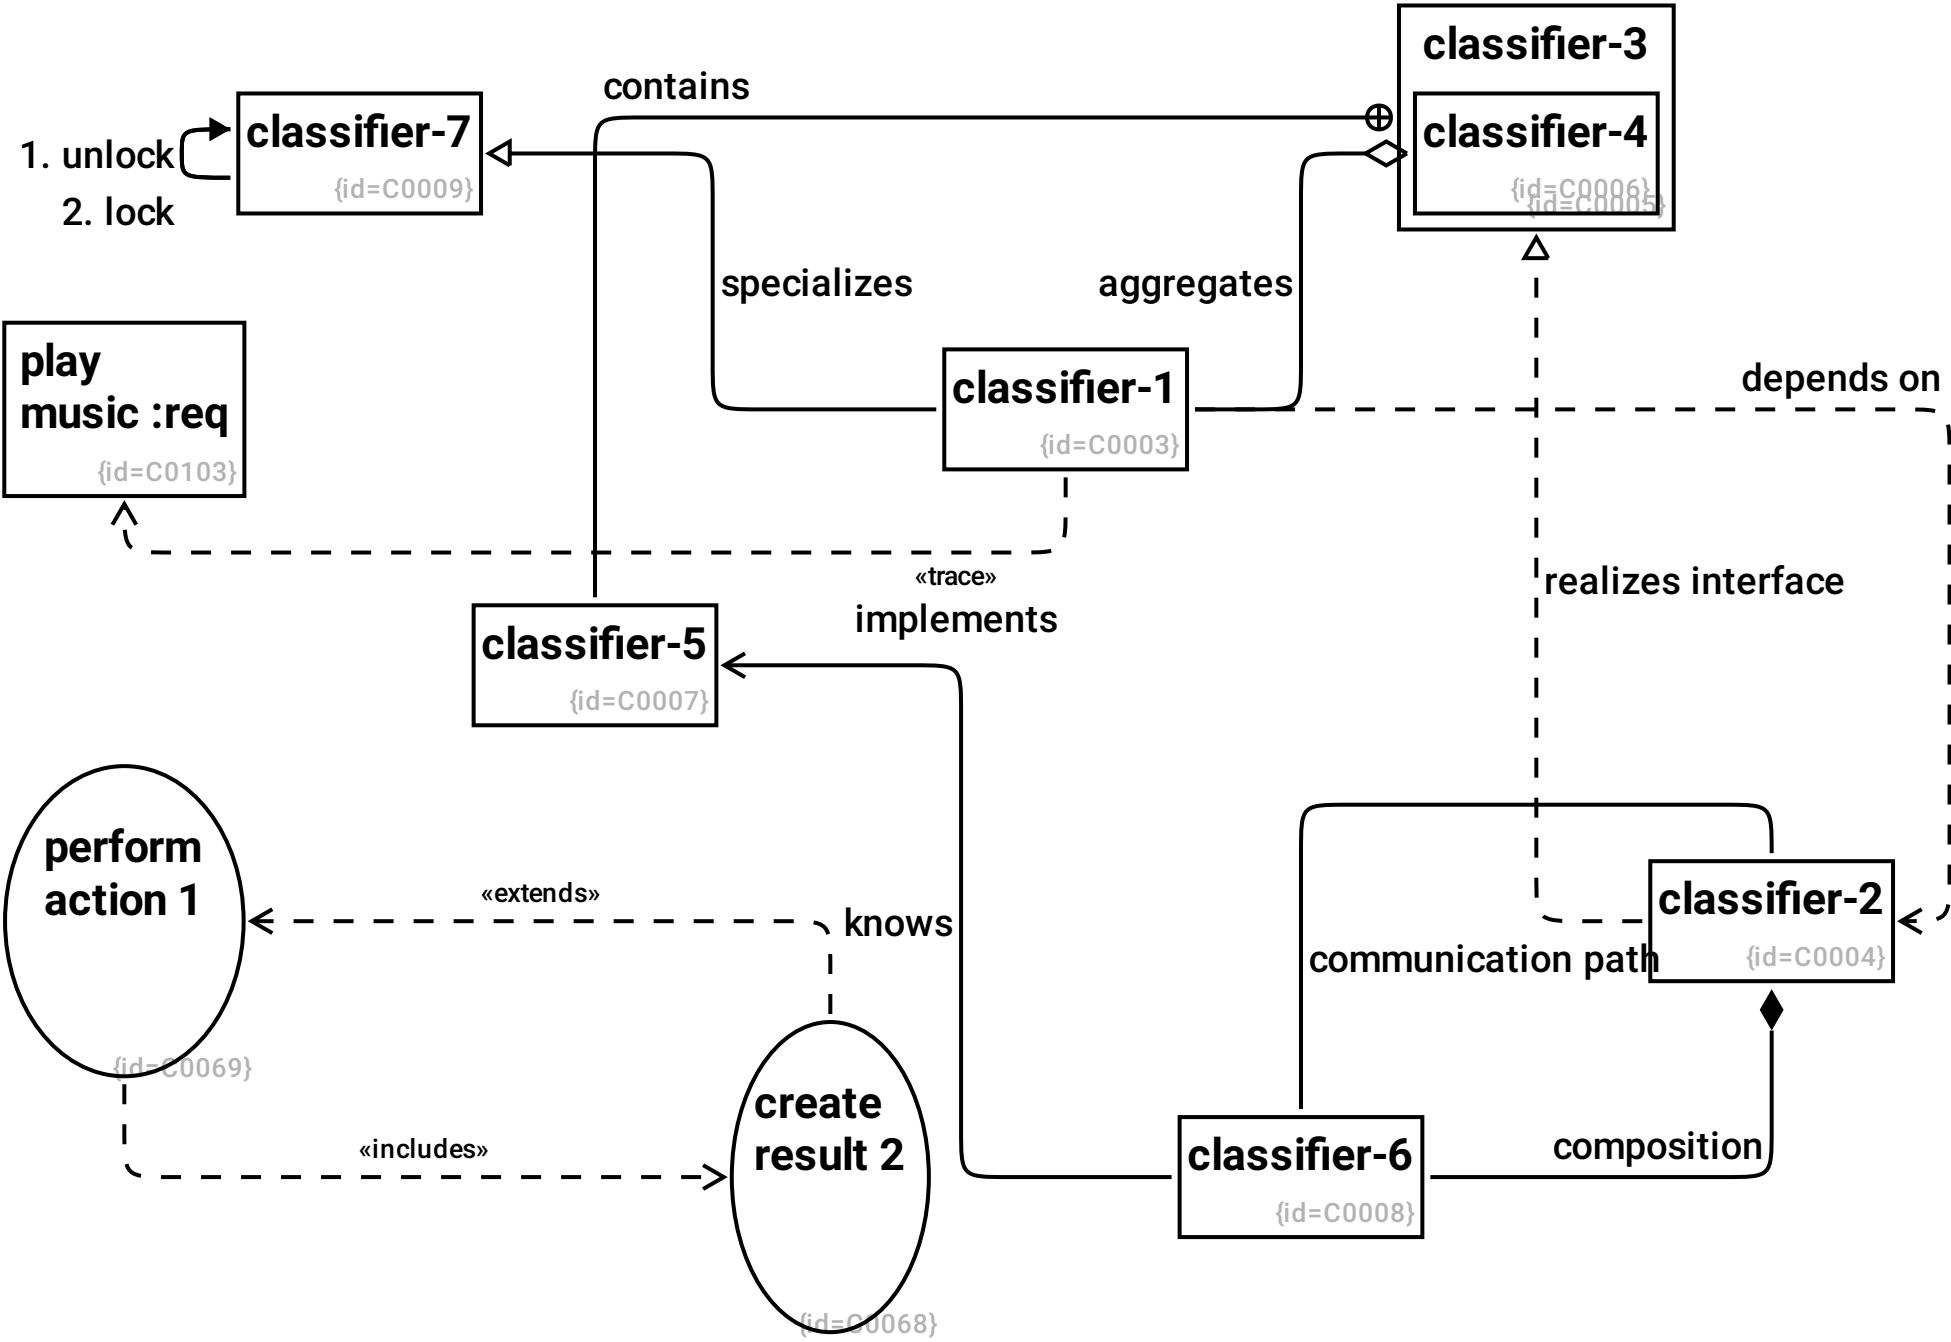 classifier-3
contains
classifier-7
classifier-4
1. unlock
{id=C0009}
{id=C0006}
{id=C0005}
2. lock
specializes
aggregates
play
music :req
{id=C0103}
classifier-1
{id=C0003}
depends on
«trace»
implements
realizes interface
classifier-5
{id=C0007}
perform
action 1
{id=C0069}
«extends»
knows
classifier-2
{id=C0004}
communication path
create
result 2
{id=C0068}
«includes»
classifier-6
{id=C0008}
composition